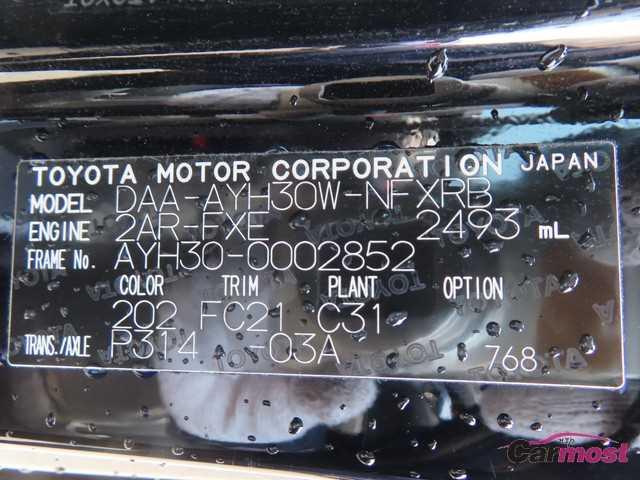 TOYOTA MOTOR CORPORATION JAPAN
MODEL DAA-AYH30W-NFXRB
ENGINE 2AR-FXE 2493 mL
FRAME No. AYH30-0002852
COLOR TRIM PLANT OPTION
202 FC21 C31
TRANS./AXLE P314 -03A 768
Carmost